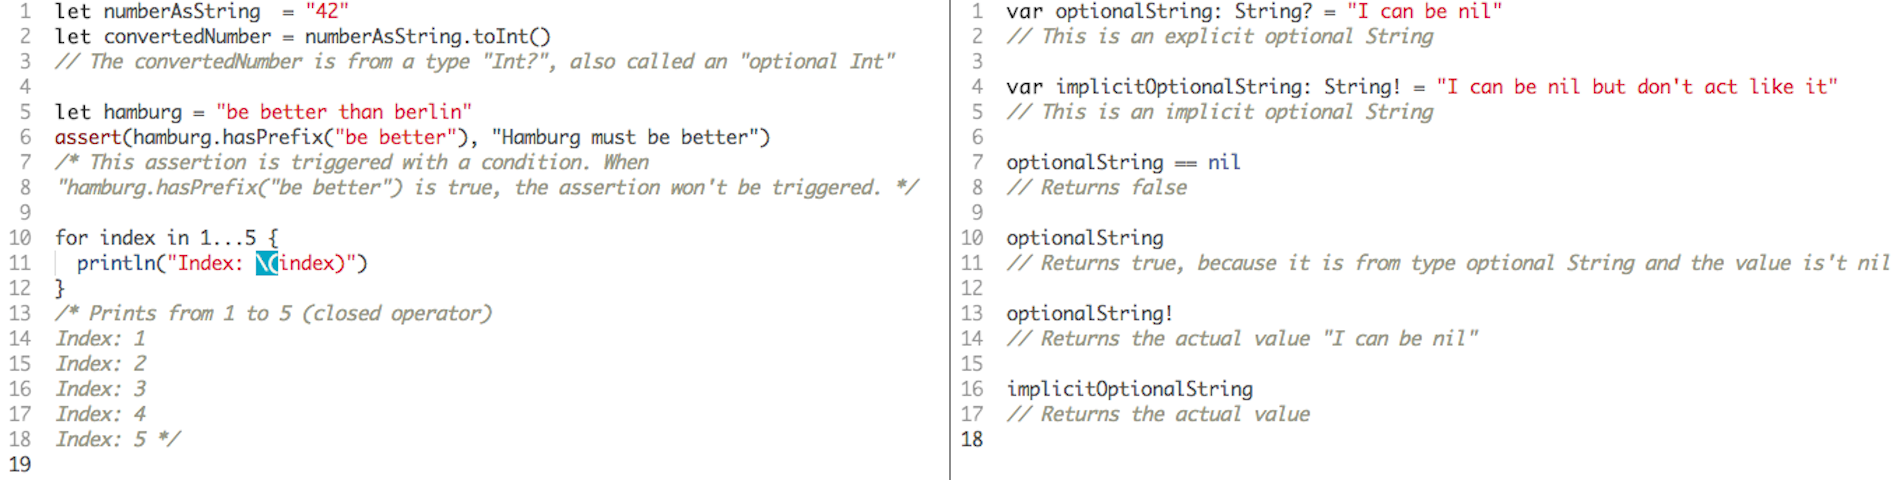 1 let numberAsString  = "42"
2 let convertedNumber = numberAsString.toInt()
3 // The convertedNumber is from a type "Int?", also called an "optional Int"
4
5 let hamburg = "be better than berlin"
6 assert(hamburg.hasPrefix("be better"), "Hamburg must be better")
7 /* This assertion is triggered with a condition. When
8 "hamburg.hasPrefix("be better") is true, the assertion won't be triggered. */
9
10 for index in 1...5 {
11   println("Index: \(index)")
12 }
13 /* Prints from 1 to 5 (closed operator)
14 Index: 1
15 Index: 2
16 Index: 3
17 Index: 4
18 Index: 5 */
19
1 var optionalString: String? = "I can be nil"
2 // This is an explicit optional String
3
4 var implicitOptionalString: String! = "I can be nil but don't act like it"
5 // This is an implicit optional String
6
7 optionalString == nil
8 // Returns false
9
10 optionalString
11 // Returns true, because it is from type optional String and the value is't nil
12
13 optionalString!
14 // Returns the actual value "I can be nil"
15
16 implicitOptionalString
17 // Returns the actual value
18